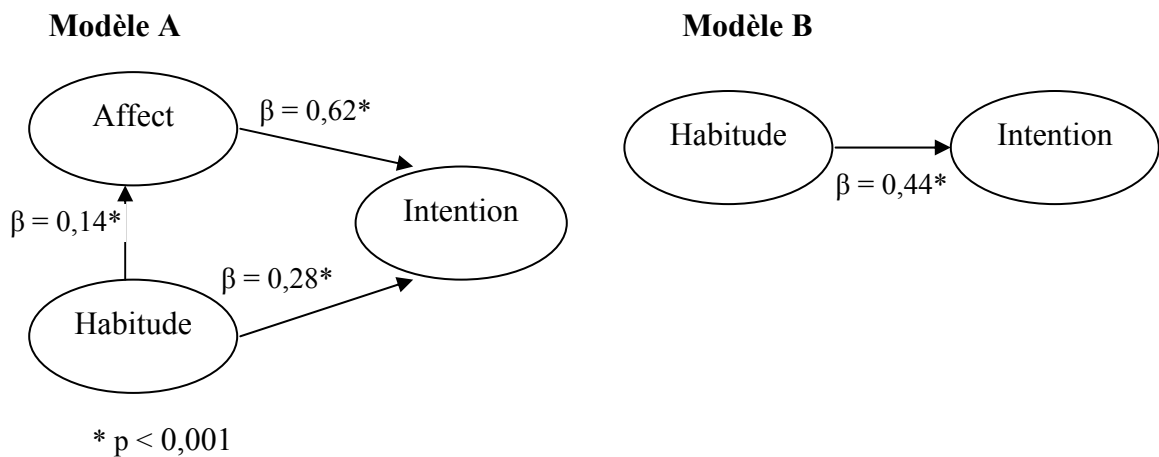 Modèle A
Affect
β = 0,62*
Intention
β = 0,14*
β = 0,28*
Habitude
* p < 0,001
Modèle B
Habitude
Intention
β = 0,44*